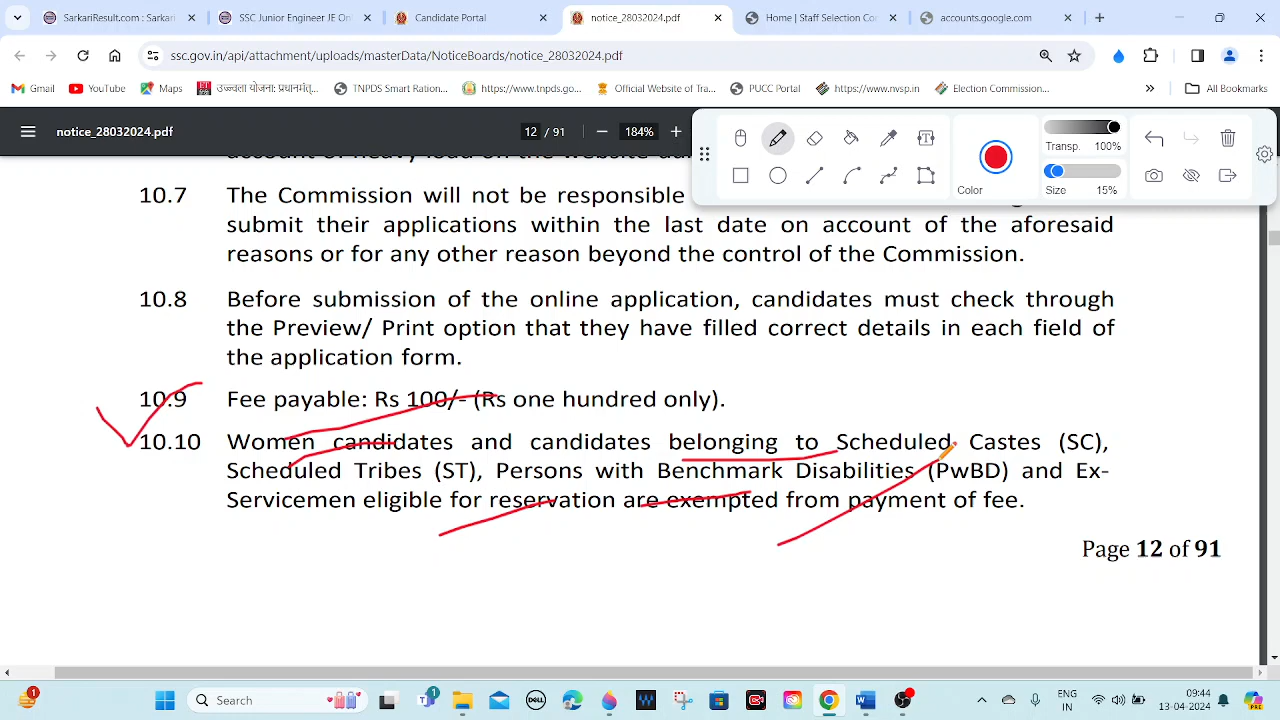 Sarkari Result.com : Sarkari
SSC Junior Engineer JE Onl
Candidate Portal
notice_28032024.pdf
Home | Staff Selection Co
accounts.google.com
ssc.gov.in/api/attachment/uploads/masterData/NoticeBoards/notice_28032024.pdf
Gmail
YouTube
Maps
TNPDS Smart Ration...
https://www.tnpds.go...
Official Website of Tra...
PUCC Portal
https://www.nvsp.in
Election Commission...
All Bookmarks
notice_28032024.pdf
12 / 91
184%
Transp. 100%
Color
Size 15%
account of heavy load on the website
10.7 The Commission will not be responsible
submit their applications within the last date on account of the aforesaid
reasons or for any other reason beyond the control of the Commission.
10.8 Before submission of the online application, candidates must check through
the Preview/ Print option that they have filled correct details in each field of
the application form.
10.9 Fee payable: Rs 100/- (Rs one hundred only).
10.10 Women candidates and candidates belonging to Scheduled Castes (SC),
Scheduled Tribes (ST), Persons with Benchmark Disabilities (PwBD) and Ex-
Servicemen eligible for reservation are exempted from payment of fee.
Page 12 of 91
Search
ENG
IN
09:44
13-04-2024